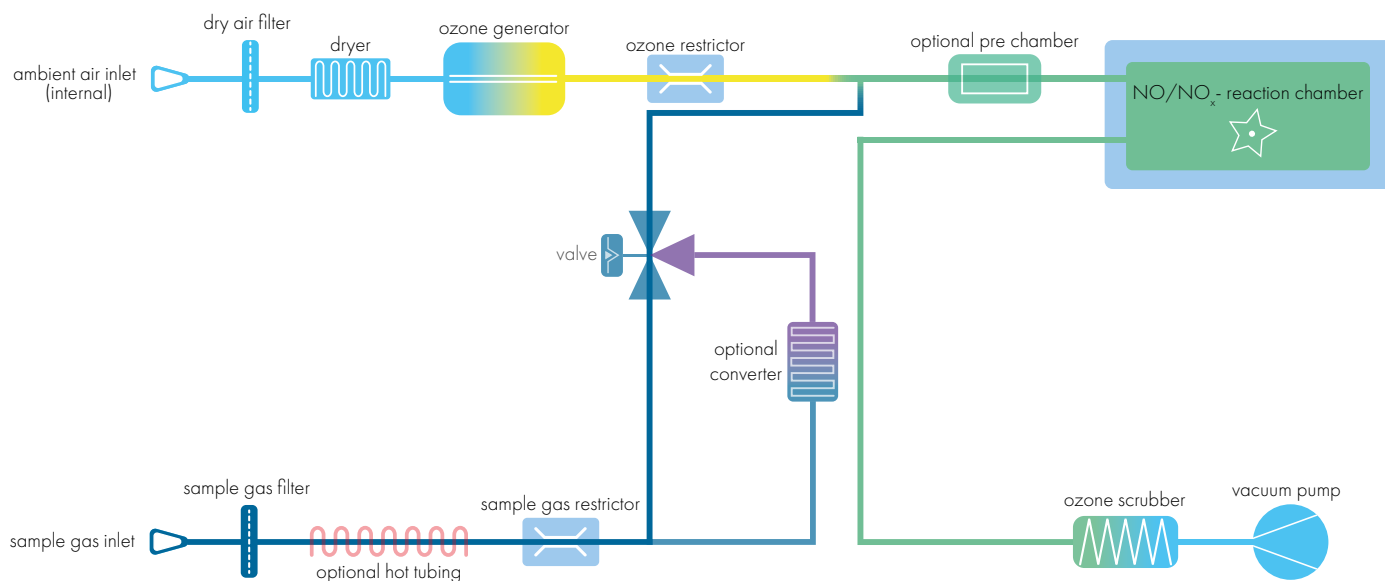 dry air filter
dryer
ozone generator
ozone restrictor
optional pre chamber
ambient air inlet
(internal)
NO/NOx- reaction chamber
valve
optional
converter
sample gas filter
sample gas restrictor
ozone scrubber
vacuum pump
sample gas inlet
optional hot tubing